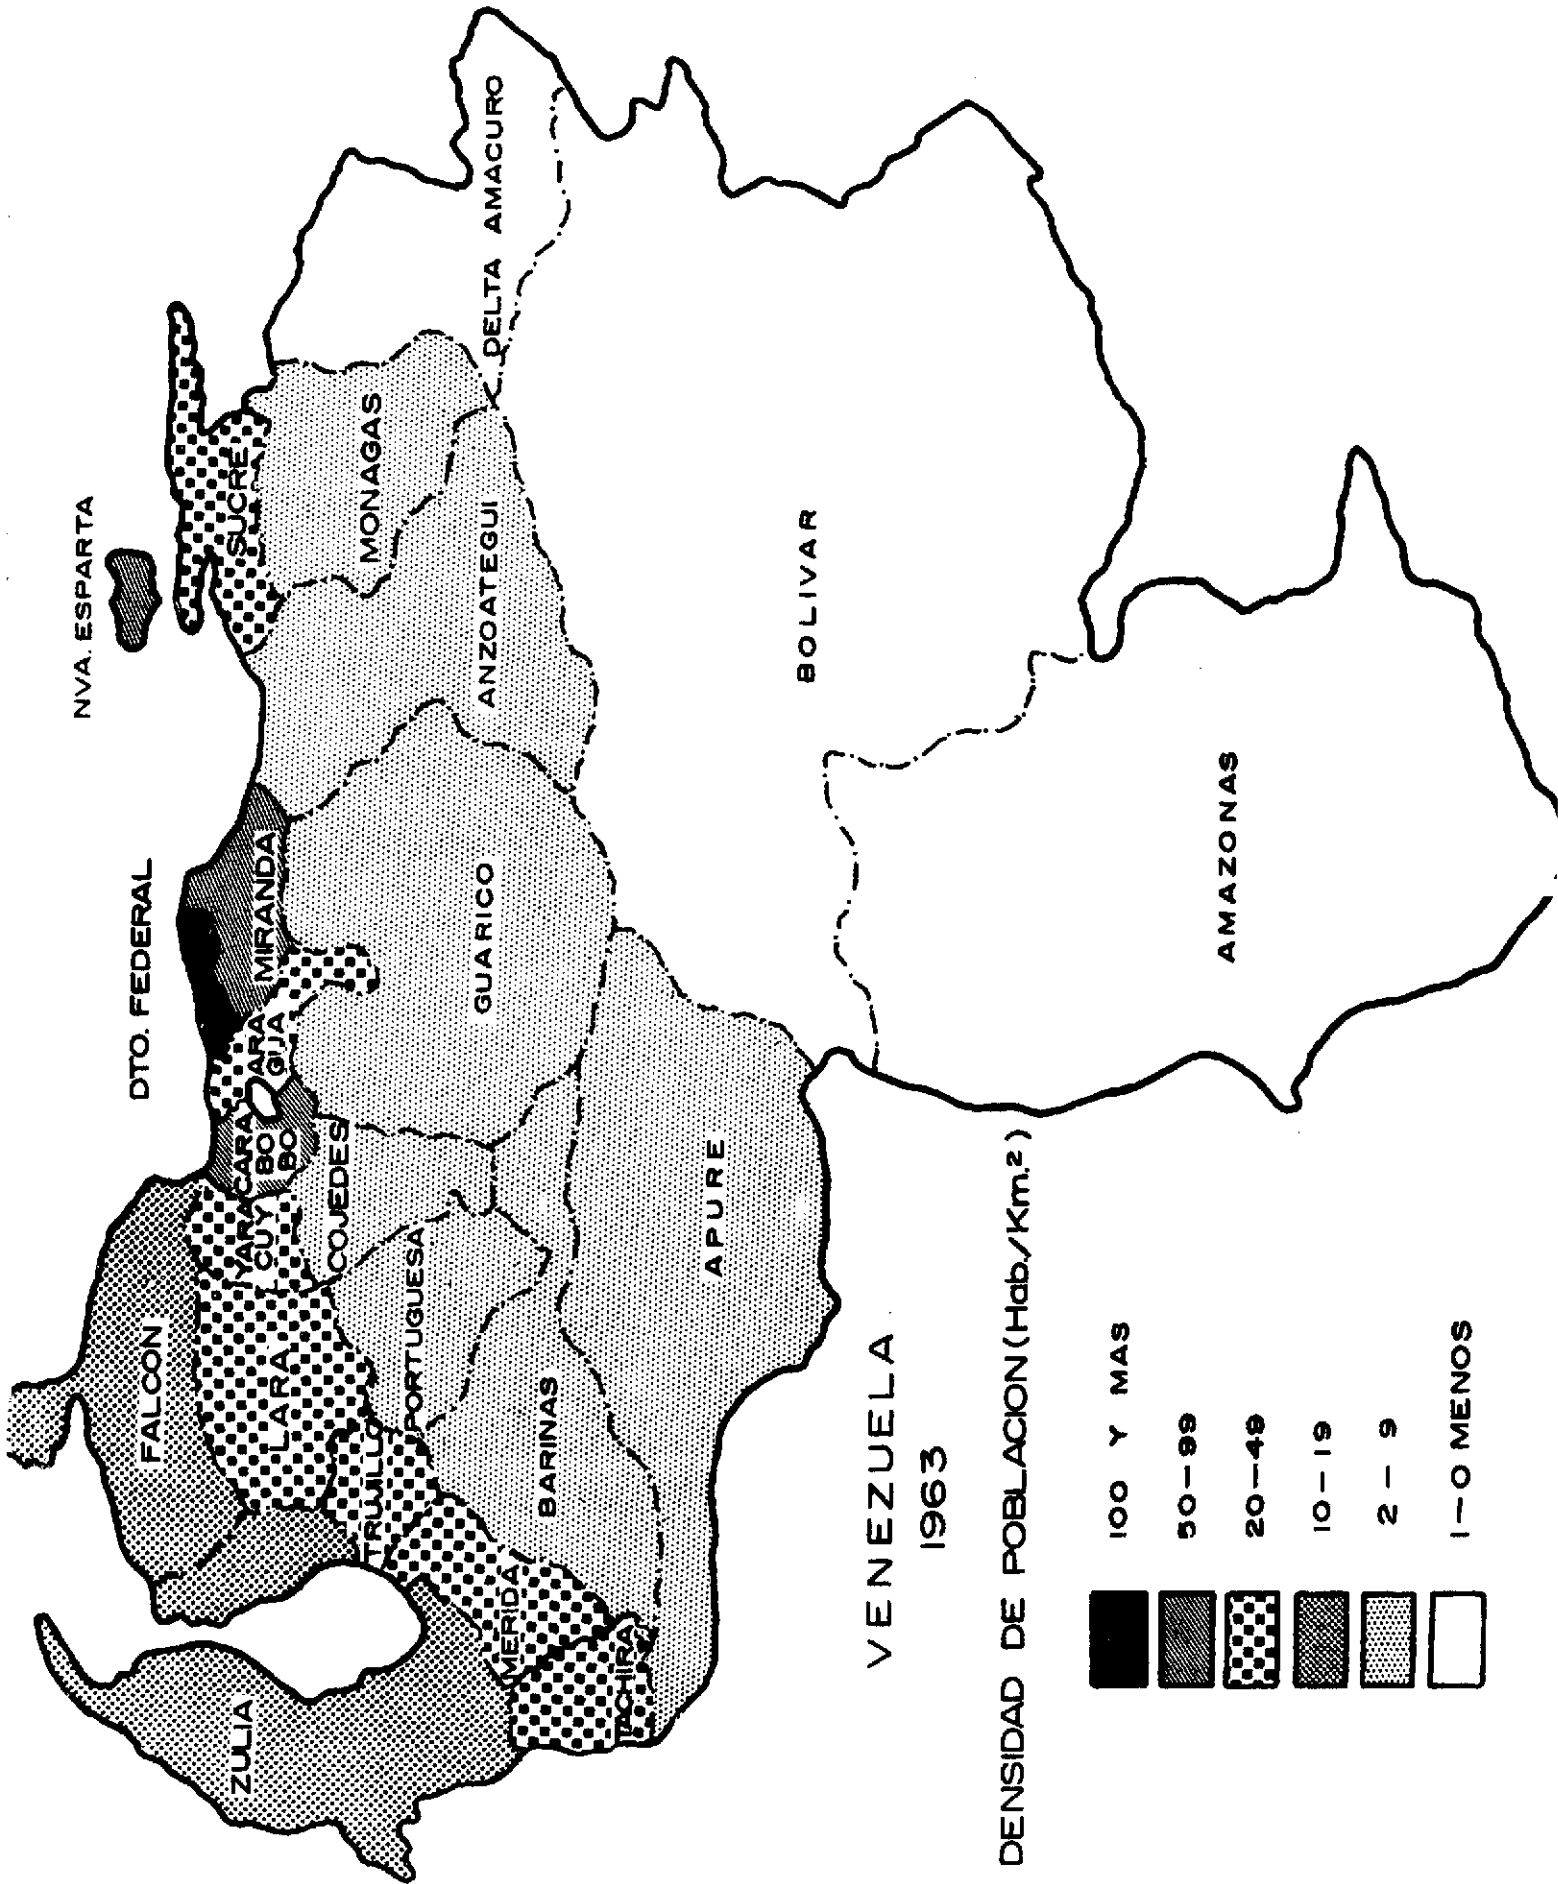 NVA. ESPARTA
DTO. FEDERAL
FALCON
ZULIA
LARA
YARA
CUY
CARA
BO
BO
ARA
GUA
MIRANDA
SUCRE
MONAGAS
DELTA AMACURO
ANZOATEGUI
GUARICO
COJEDES
PORTUGUESA
TRUJILLO
MERIDA
TACHIRA
BARINAS
APURE
BOLIVAR
AMAZONAS
VENEZUELA
1963
DENSIDAD DE POBLACION (Hab./Km.²)
100 Y MAS
50-99
20-49
10-19
2-9
1-0 MENOS